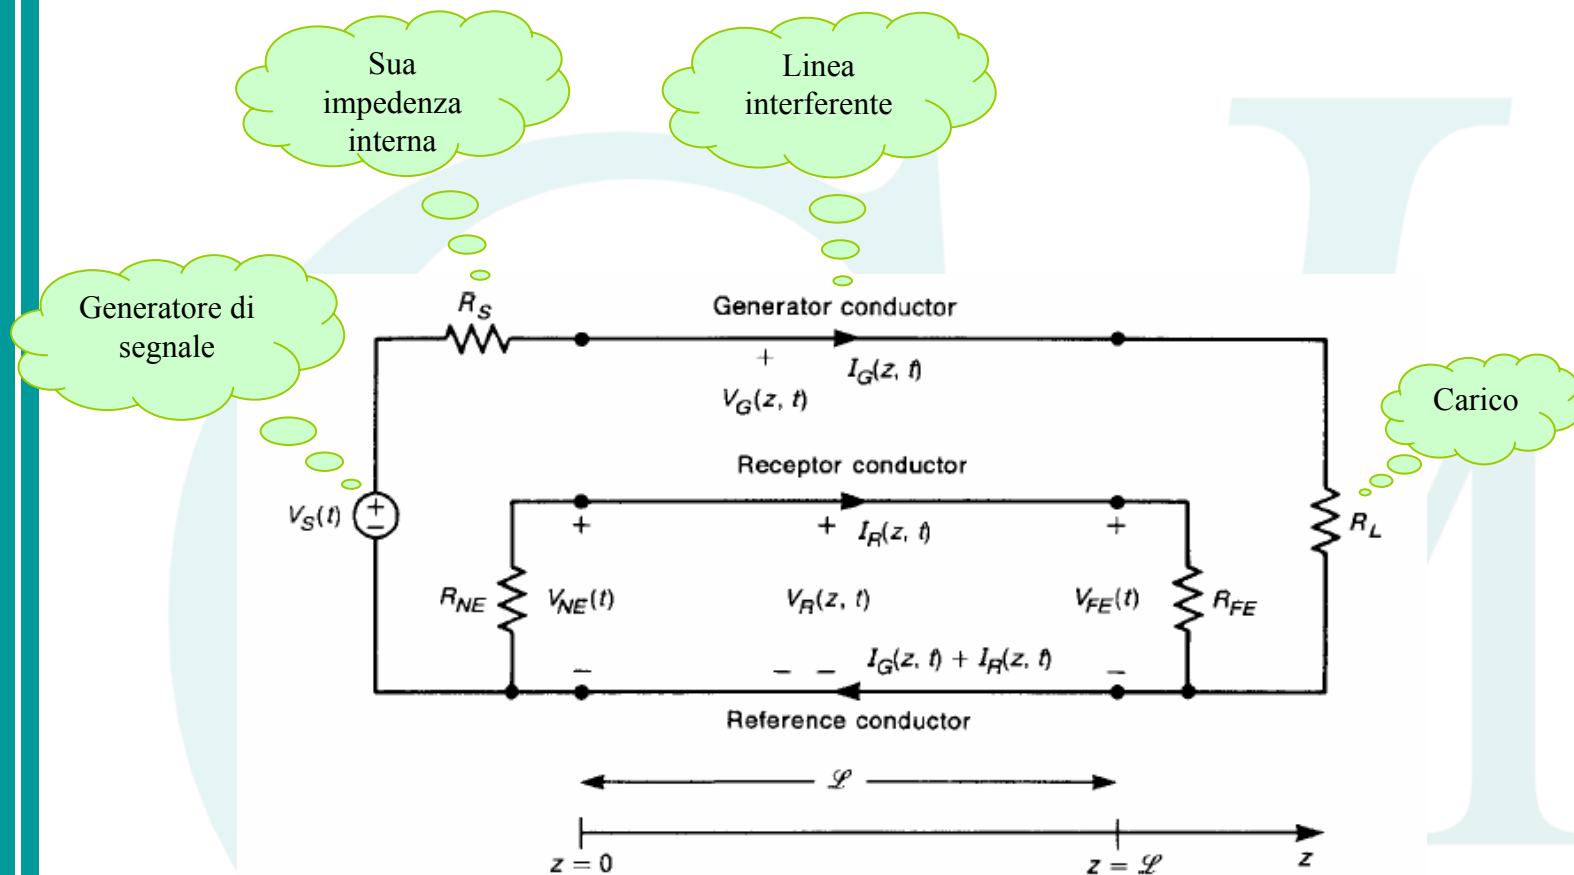 Sua
impedenza
interna
Linea
interferente
Generatore di
segnale
Carico
R_S
Generator conductor
+
I_G(z, t)
V_G(z, t)
Receptor conductor
V_S(t)
+
−
+
+
I_R(z, t)
+
R_L
R_NE
V_NE(t)
V_R(z, t)
V_FE(t)
R_FE
−
− −
I_G(z, t) + I_R(z, t)
−
Reference conductor
ℒ
z = 0
z = ℒ
z